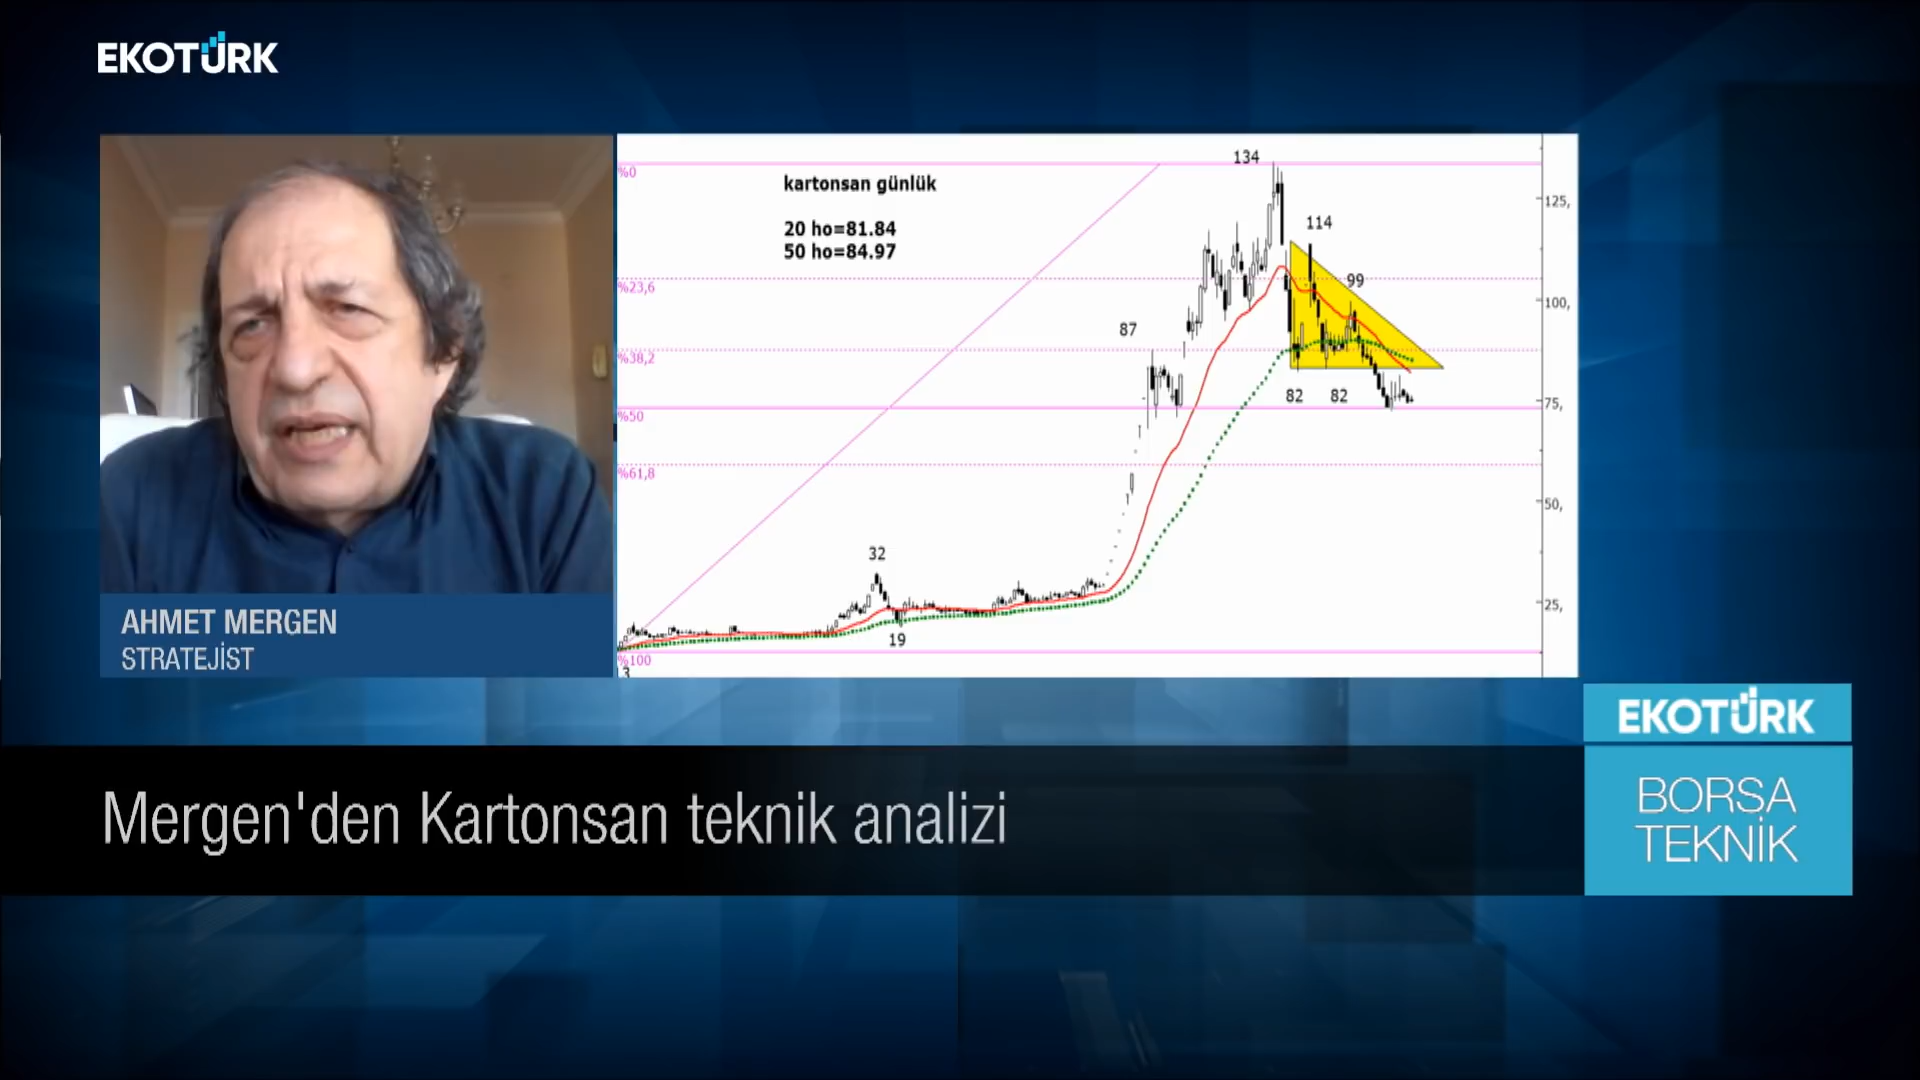 EKOTÜRK
AHMET MERGEN
STRATEJİST
kartonsan günlük
20 ho=81.84
50 ho=84.97
%0
%23,6
%38,2
%50
%61,8
%100
3
32
19
87
134
114
99
82
82
125,
100,
75,
50,
25,
EKOTÜRK
BORSA
TEKNİK
Mergen'den Kartonsan teknik analizi